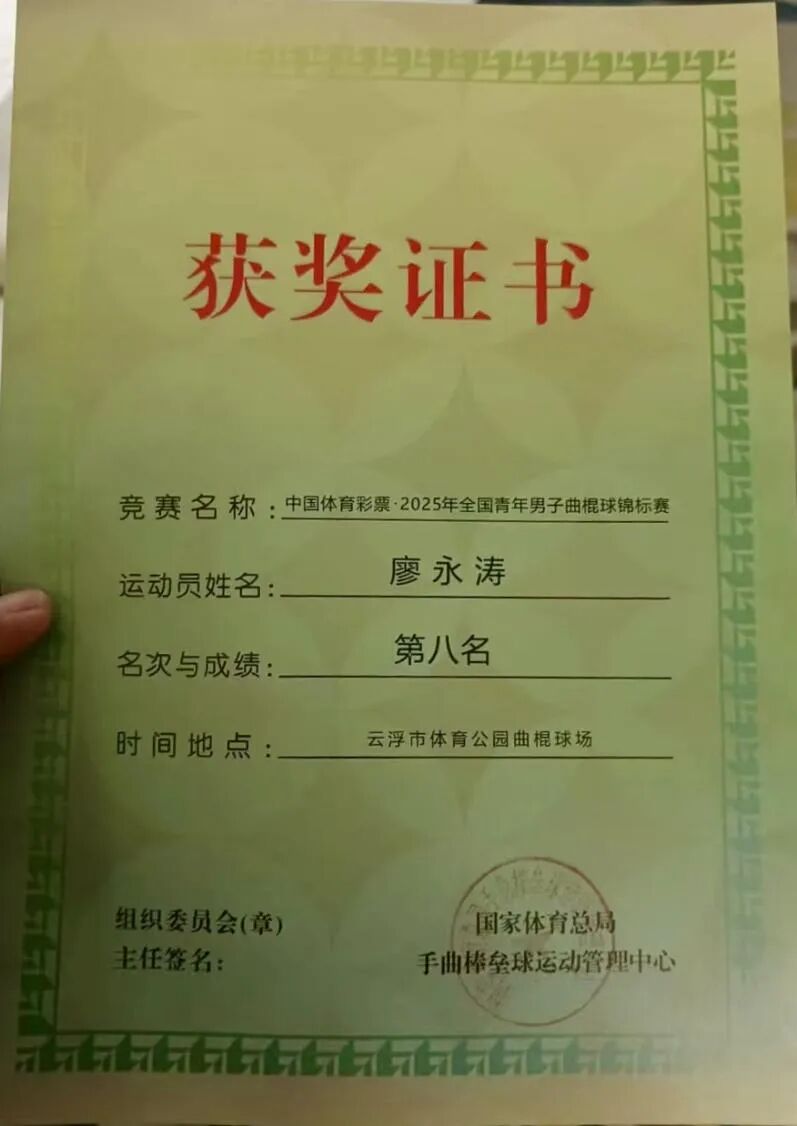 获奖证书
竞赛名称：中国体育彩票·2025年全国青年男子曲棍球锦标赛
运动员姓名：廖永涛
名次与成绩：第八名
时间地点：云浮市体育公园曲棍球场
组织委员会(章) 国家体育总局
主任签名： 手曲棒垒球运动管理中心